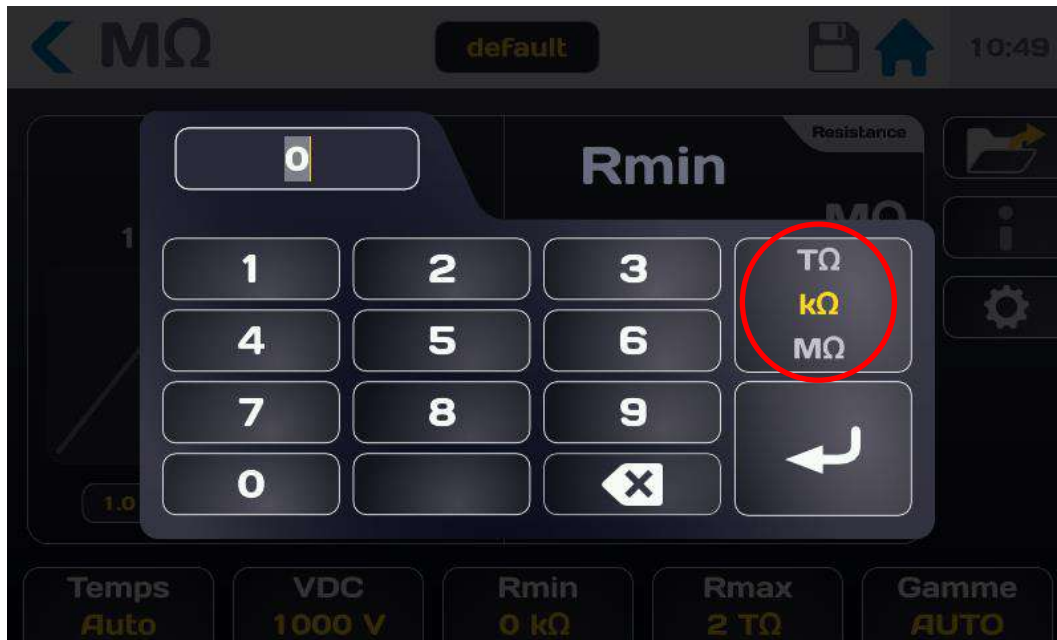 MΩ
default
10:49
0
Rmin
Resistance
MΩ
1
1 2 3
TΩ
kΩ
MΩ
4 5 6
7 8 9
0
1.0
Temps VDC Rmin Rmax Gamme
Auto 1000 V 0 kΩ 2 TΩ AUTO